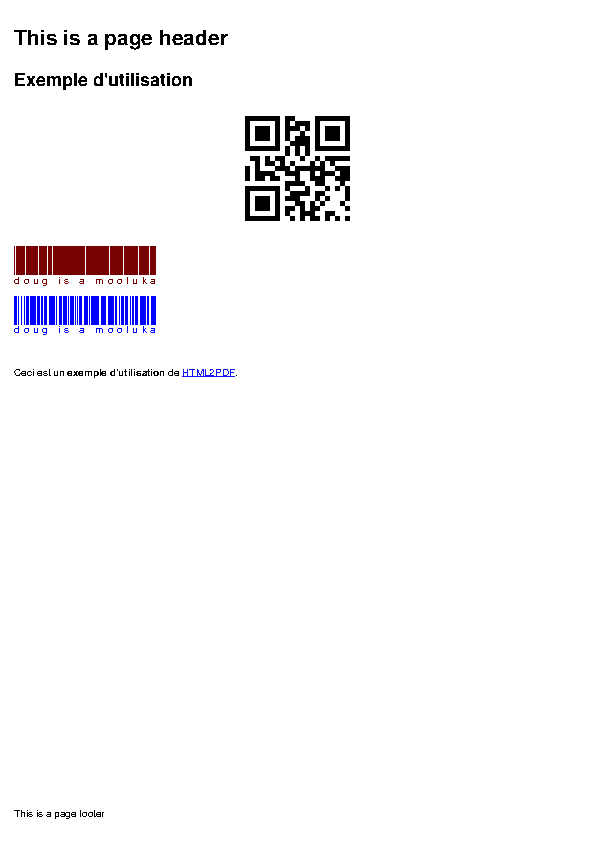 This is a page header
Exemple d'utilisation
doug is a mooluka
doug is a mooluka
Ceci est un exemple d'utilisation de HTML2PDF.
This is a page footer